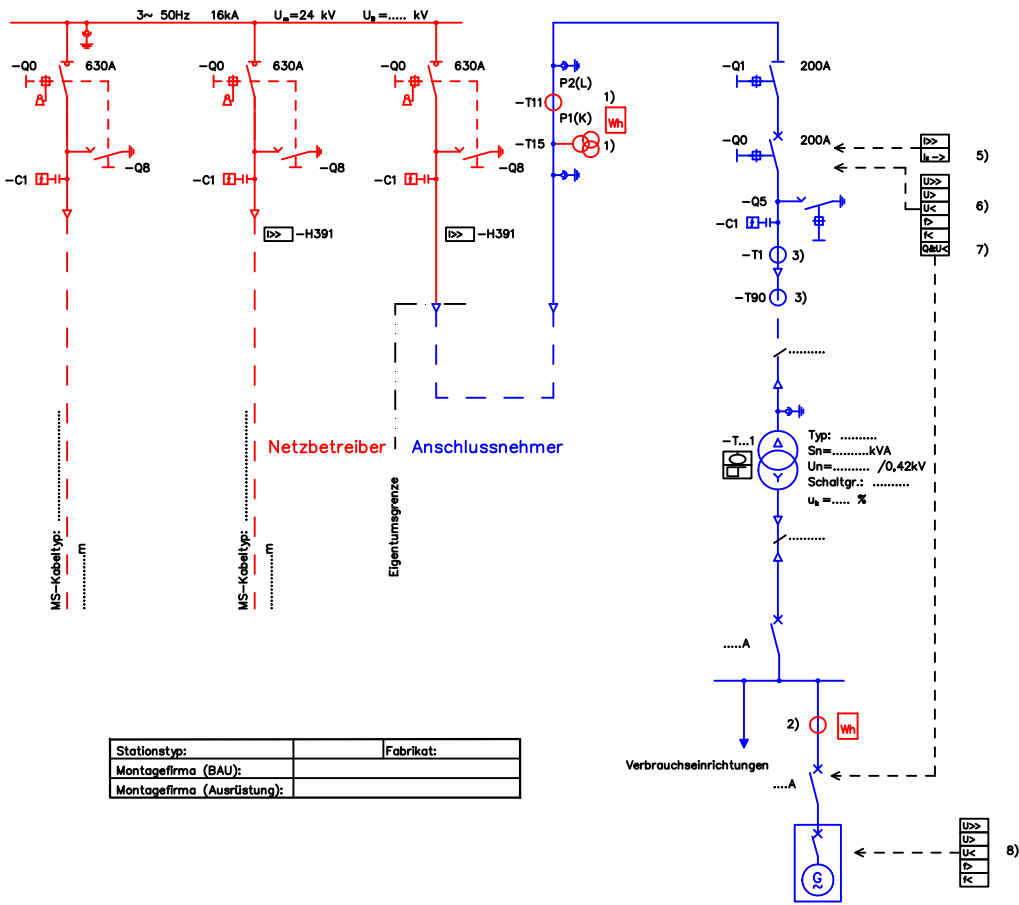 3~ 50Hz 16kA Um=24 kV UB=..... kV
-Q0 630A
-Q8
-C1
-Q0 630A
-Q8
-C1
I>> -H391
-Q0 630A
-Q8
-C1
I>> -H391
P2(L)
-T11 1)
P1(K)
Wh
-T15 1)
-Q1 200A
-Q0 200A
-Q5
-C1
-T1 3)
-T90 3)
I>>
5)
U>>
U>
U<
f>
f<
Q&U<
6)
7)
..........
Netzbetreiber
Anschlussnehmer
Eigentumsgrenze
MS-Kabeltyp: ..............................
m
MS-Kabeltyp: ..............................
m
-T...1
Typ: ..........
Sn=..........kVA
Un=.......... /0,42kV
Schaltgr.: ..........
uk=..... %
..........
.....A
2)
Wh
Verbrauchseinrichtungen
....A
G
~
U>>
U>
U<
f>
f<
8)
Stationstyp: Fabrikat:
Montagefirma (BAU):
Montagefirma (Ausrüstung):